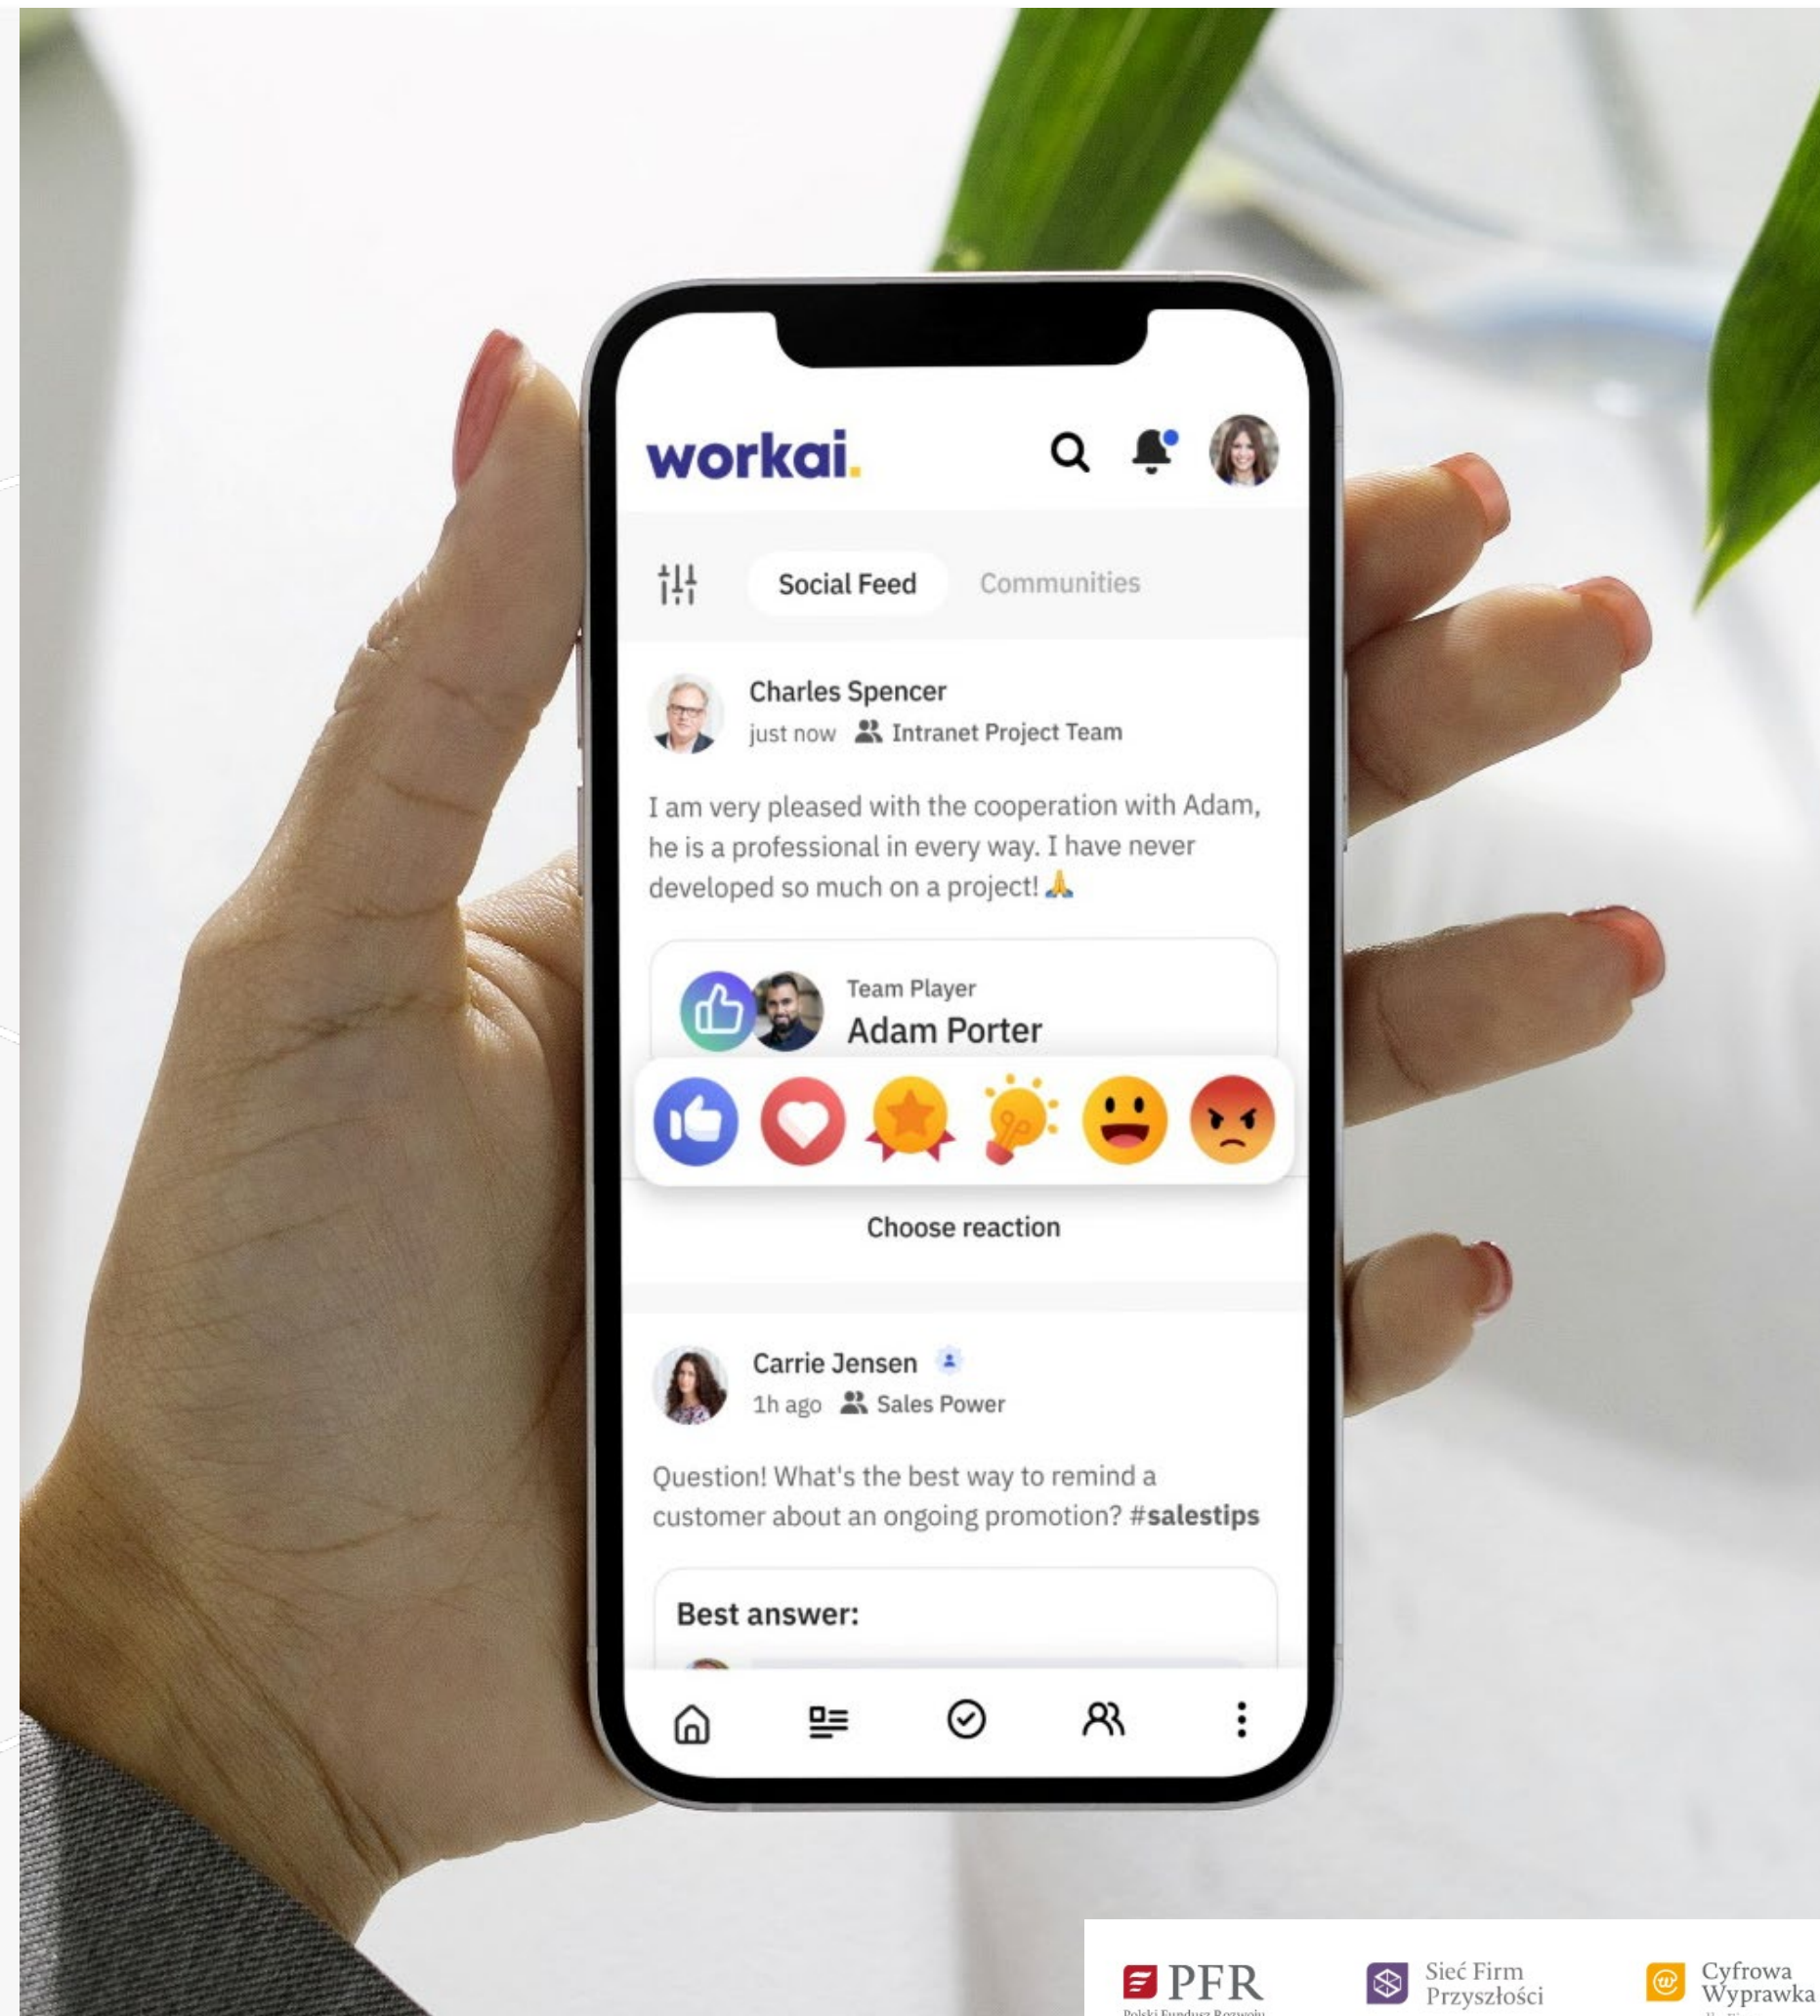 workai.
Social Feed
Communities
Charles Spencer
just now Intranet Project Team
I am very pleased with the cooperation with Adam,
he is a professional in every way. I have never
developed so much on a project! 🙏
Team Player
Adam Porter
Choose reaction
Carrie Jensen
1h ago Sales Power
Question! What's the best way to remind a
customer about an ongoing promotion? #salestips
Best answer:
PFR
Polski Fundusz Rozwoju
Sieć Firm
Przyszłości
Cyfrowa
Wyprawka